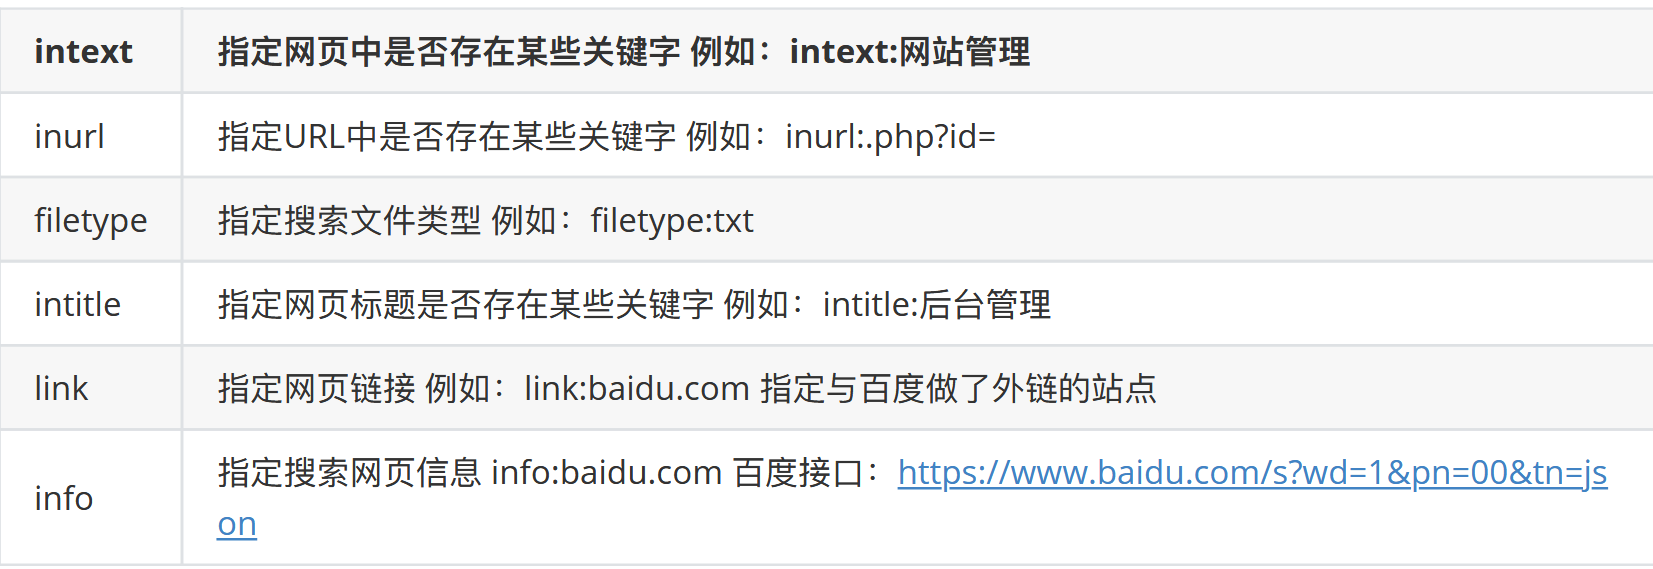 intext 指定网页中是否存在某些关键字 例如：intext:网站管理
inurl 指定URL中是否存在某些关键字 例如：inurl:.php?id=
filetype 指定搜索文件类型 例如：filetype:txt
intitle 指定网页标题是否存在某些关键字 例如：intitle:后台管理
link 指定网页链接 例如：link:baidu.com 指定与百度做了外链的站点
info 指定搜索网页信息 info:baidu.com 百度接口：https://www.baidu.com/s?wd=1&pn=00&tn=js
on